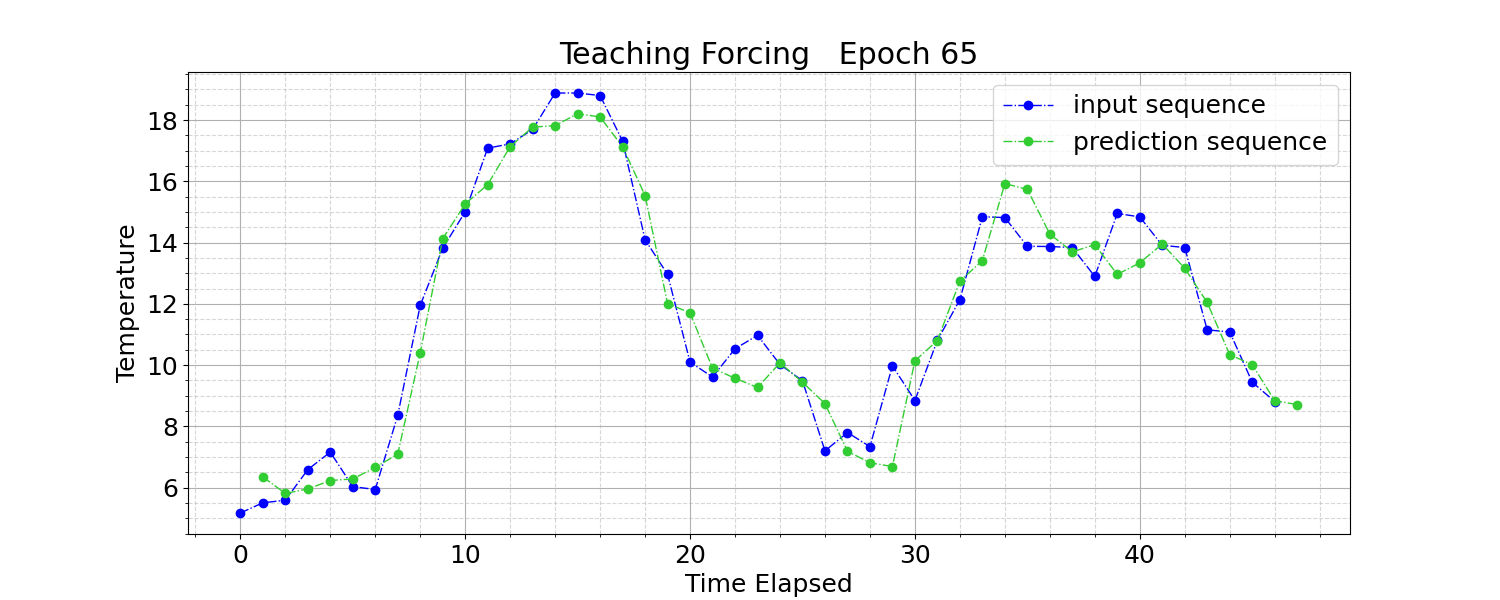 Teaching Forcing   Epoch 65
input sequence
prediction sequence
Temperature
18
16
14
12
10
8
6
0 10 20 30 40
Time Elapsed